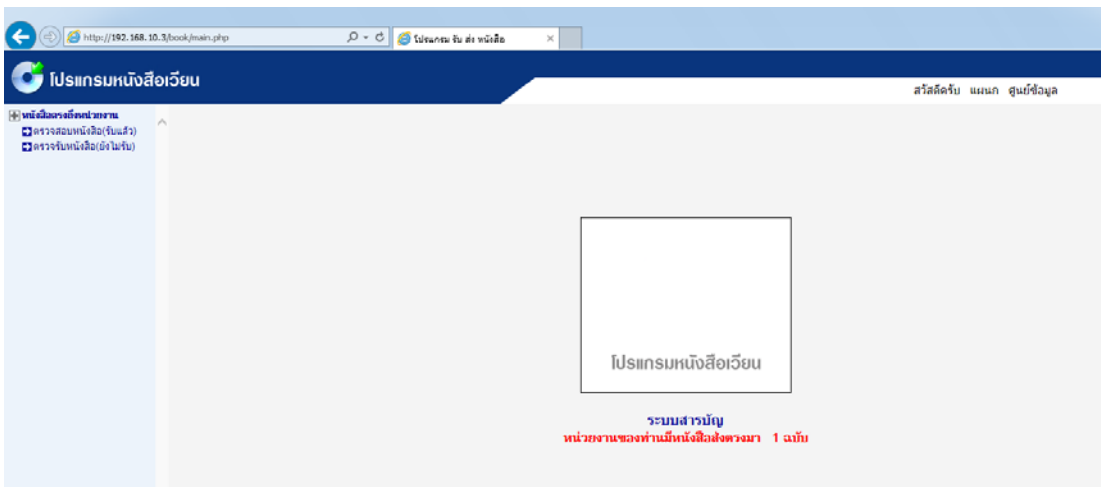 http://192.168.10.3/book/main.php
โปรแกรม รับ ส่ง หนังสือ
โปรแกรมหนังสือเวียน
สวัสดีครับ แผนก ศูนย์ข้อมูล
หนังสือตรงถึงหน่วยงาน
ตรวจสอบหนังสือ(รับแล้ว)
ตรวจรับหนังสือ(ยังไม่รับ)
โปรแกรมหนังสือเวียน
ระบบสารบัญ
หน่วยงานของท่านมีหนังสือส่งตรงมา 1 ฉบับ